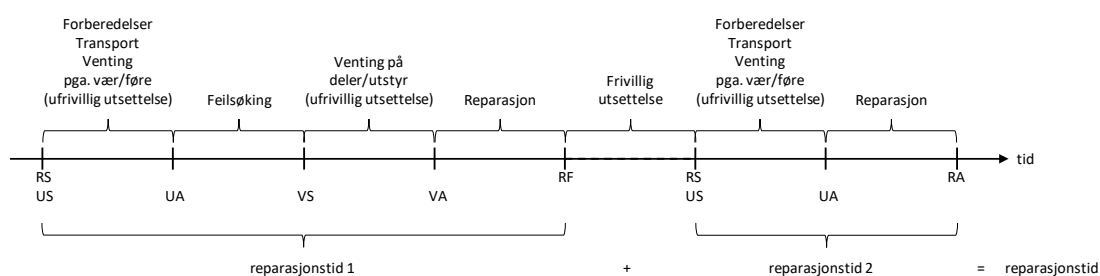 Forberedelser
Transport
Venting
pga. vær/føre
(ufrivillig utsettelse)
Feilsøking
Venting på
deler/utstyr
(ufrivillig utsettelse)
Reparasjon
Frivillig
utsettelse
Forberedelser
Transport
Venting
pga. vær/føre
(ufrivillig utsettelse)
Reparasjon
tid
RS
RF
RS
RA
US
UA
VS
VA
US
UA
reparasjonstid 1
+
reparasjonstid 2
=
reparasjonstid